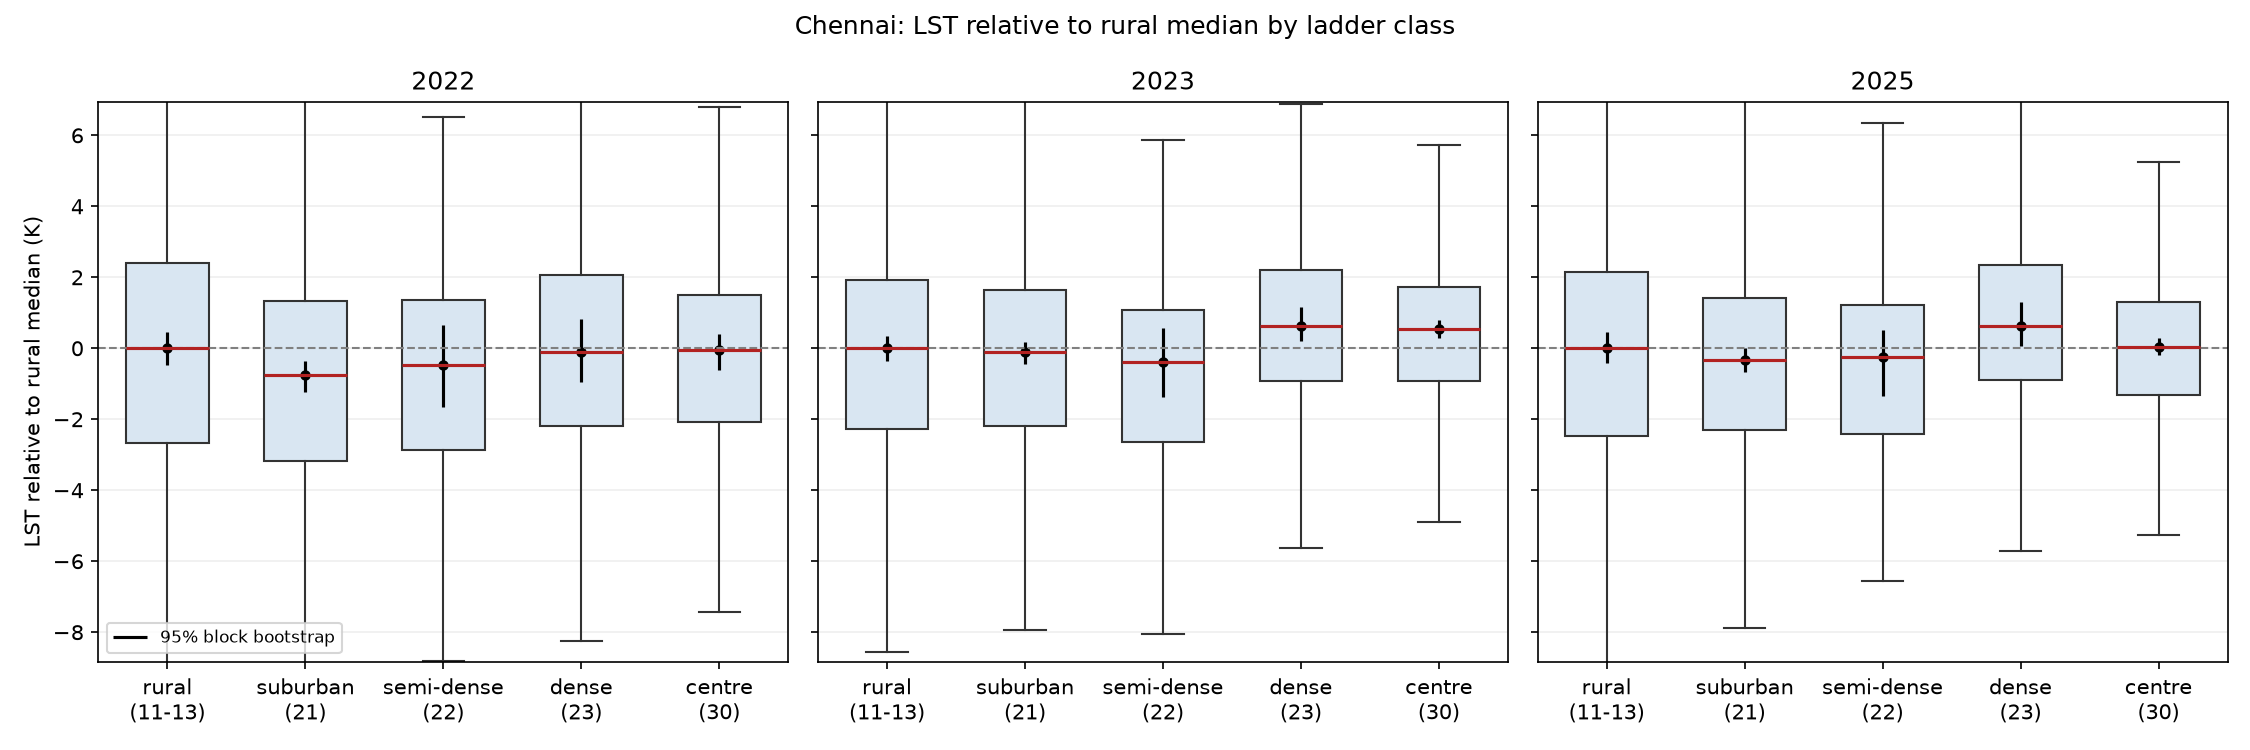 Chennai: LST relative to rural median by ladder class
2022
2023
2025
LST relative to rural median (K)
6
4
2
0
−2
−4
−6
−8
95% block bootstrap
rural
(11-13)
suburban
(21)
semi-dense
(22)
dense
(23)
centre
(30)
rural
(11-13)
suburban
(21)
semi-dense
(22)
dense
(23)
centre
(30)
rural
(11-13)
suburban
(21)
semi-dense
(22)
dense
(23)
centre
(30)